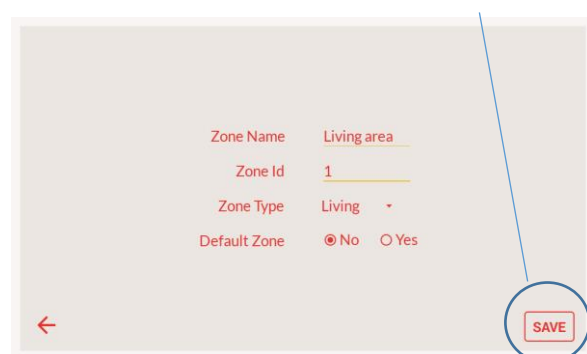 Zone Name Living area
Zone Id 1
Zone Type Living
Default Zone No Yes
SAVE